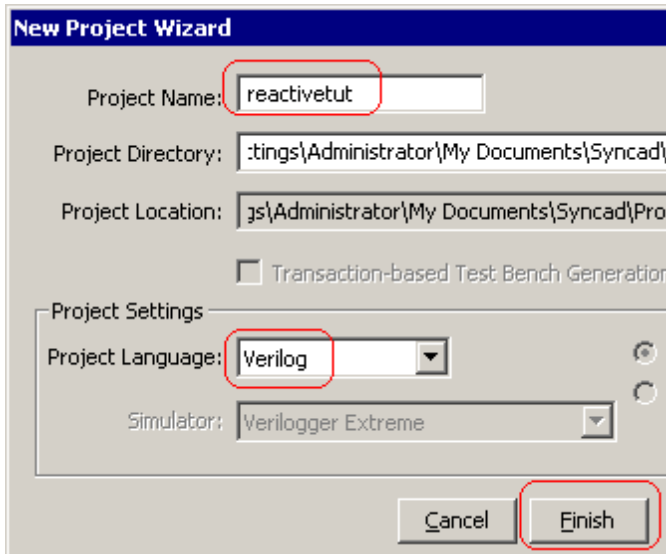 New Project Wizard
Project Name: reactivetut
Project Directory: :tings\Administrator\My Documents\Syncad\
Project Location: gs\Administrator\My Documents\Syncad\Pro
Transaction-based Test Bench Generation
Project Settings
Project Language: Verilog
Simulator: Verilogger Extreme
Cancel Finish